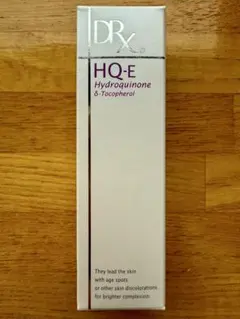 DRx
HQ-E
Hydroquinone
δ-Tocopherol
They lead the skin
with age spots
or other skin discolorations
for brighter complexion